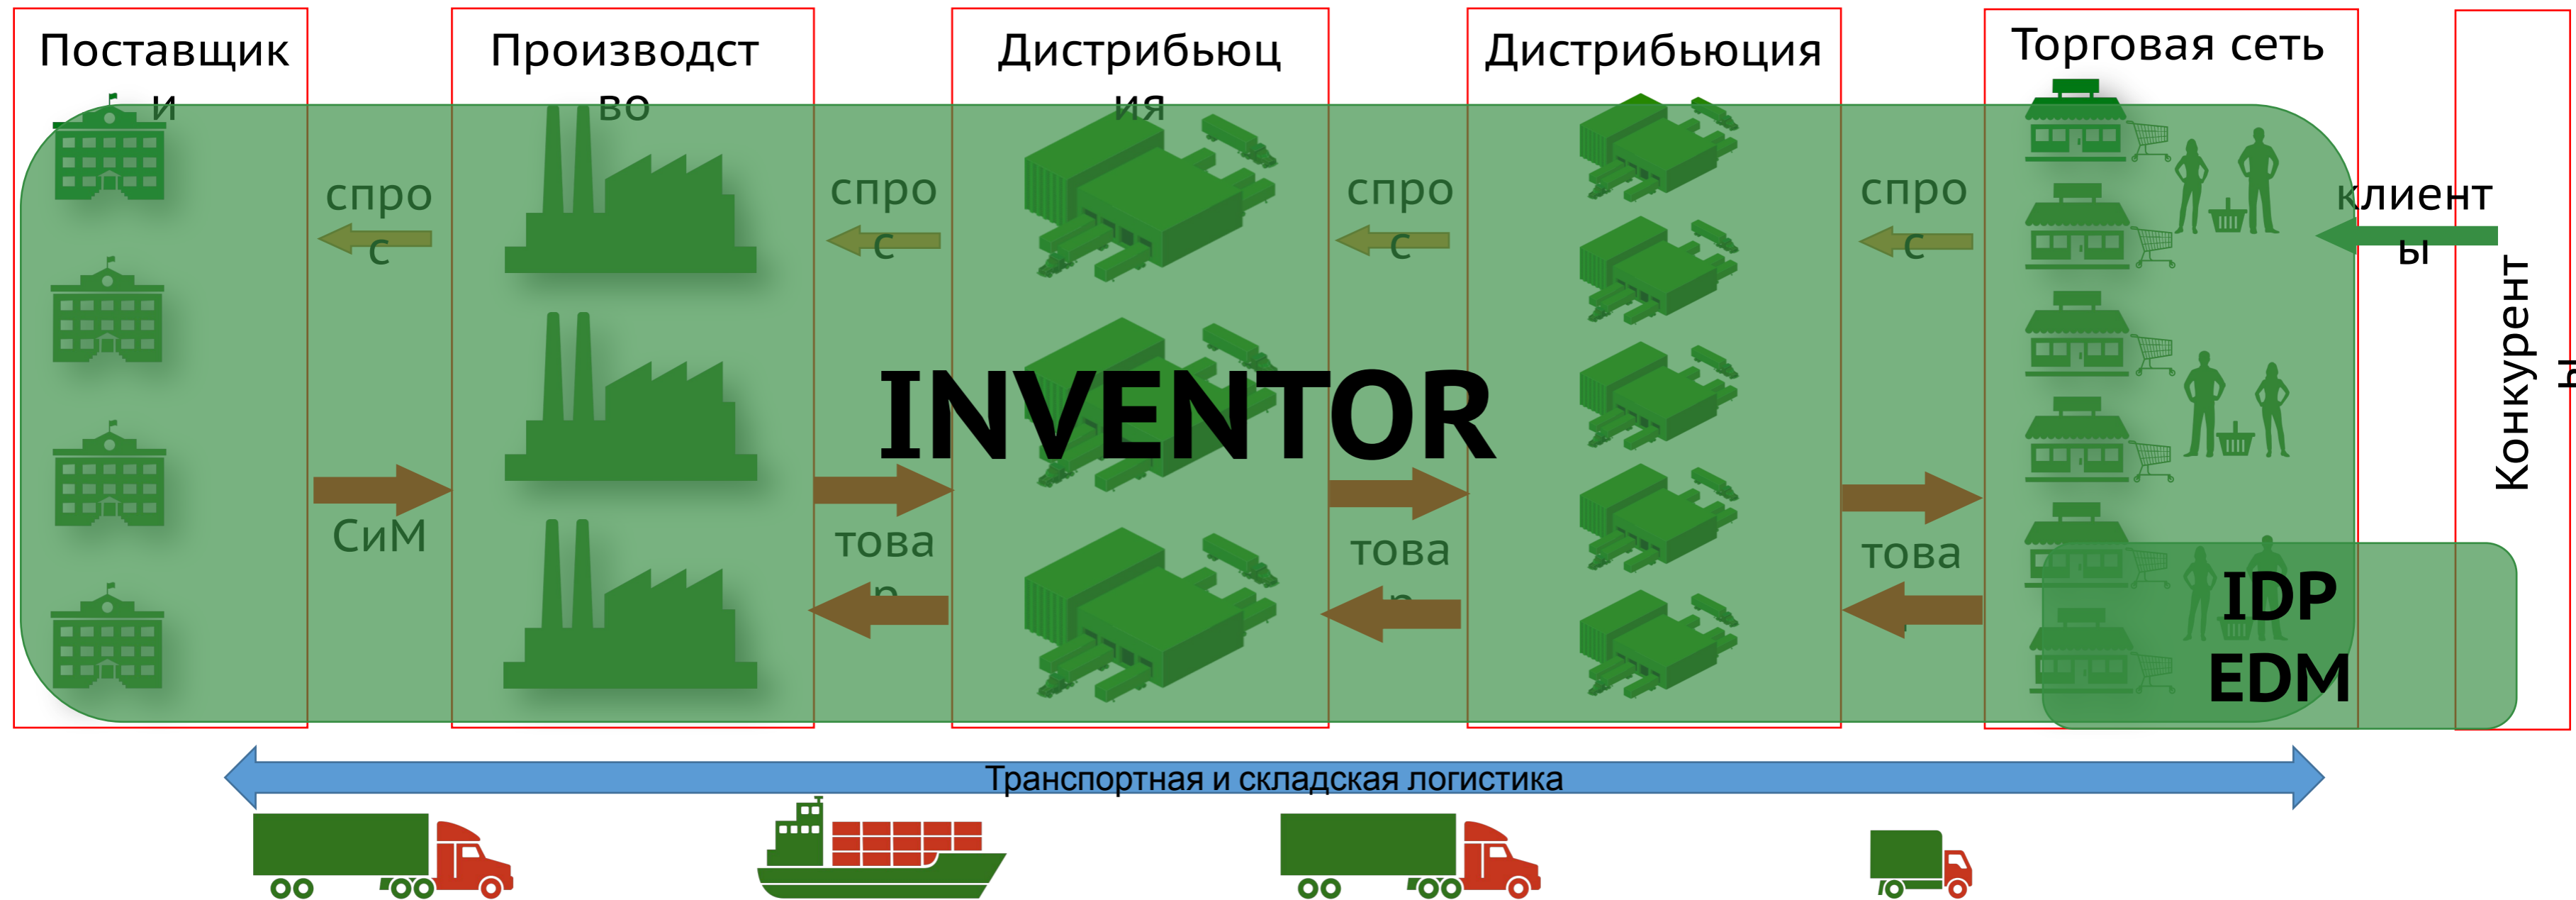 Поставщик
и
Производст
во
Дистрибьюц
ия
Дистрибьюция
Торговая сеть
спро
с
спро
с
спро
с
спро
с
клиент
ы
Конкурент
ы
INVENTOR
СиМ
това
р
това
р
това
IDP
EDM
Транспортная и складская логистика